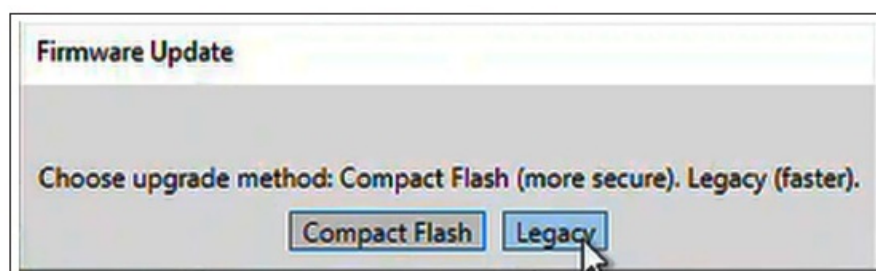 Firmware Update
Choose upgrade method: Compact Flash (more secure). Legacy (faster).
Compact Flash Legacy